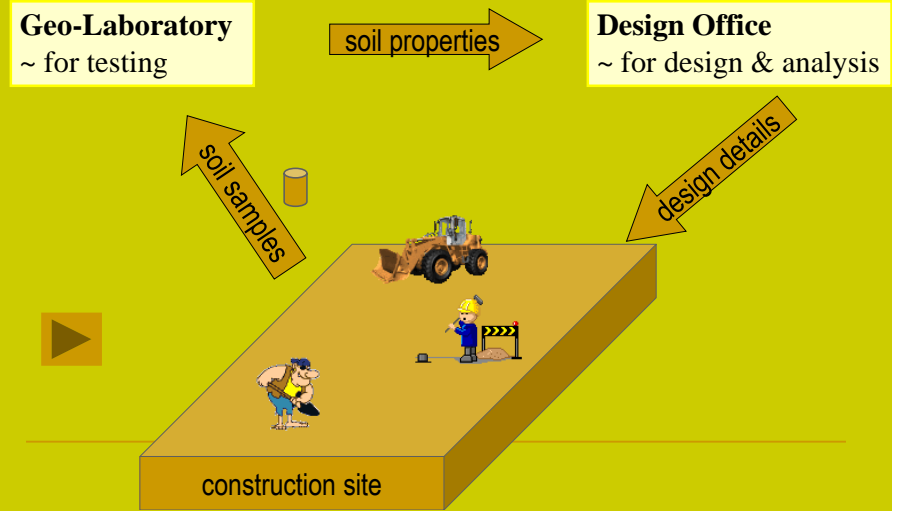 Geo-Laboratory
~ for testing
soil properties
Design Office
~ for design & analysis
soil samples
design details
construction site